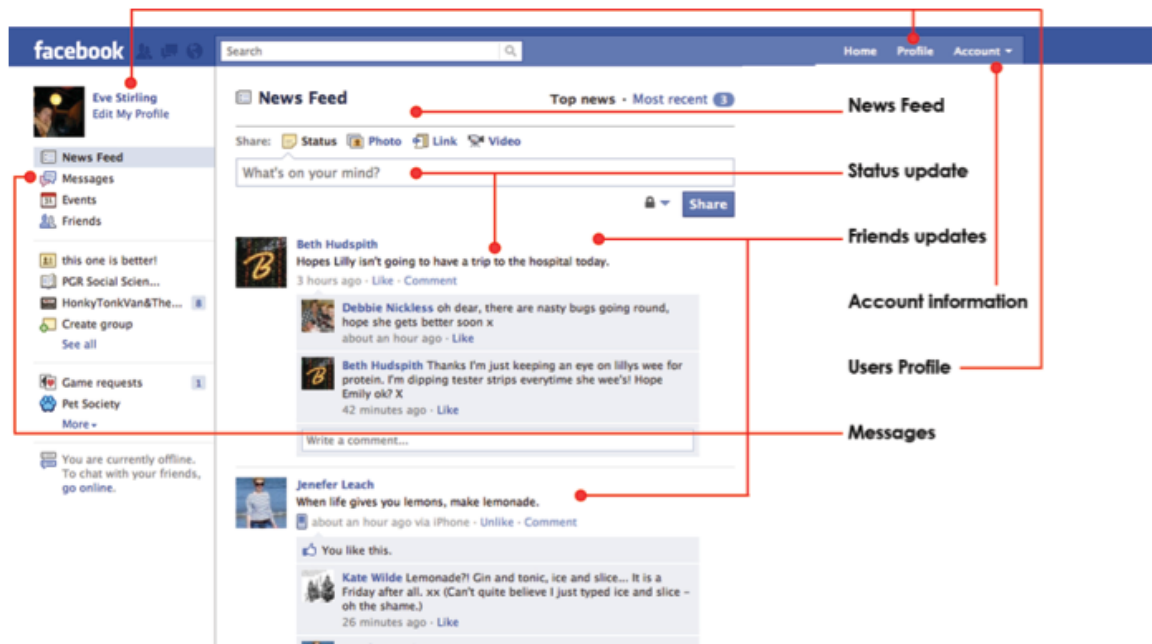 facebook
Search
Home Profile Account
Eve Stirling
Edit My Profile
News Feed
Messages
Events
Friends
this one is better!
PGR Social Scien...
HonkyTonkVan&The... 8
Create group
See all
Game requests 1
Pet Society
More
You are currently offline.
To chat with your friends,
go online.
News Feed
Top news · Most recent 3
Share: Status Photo Link Video
What's on your mind?
Share
Beth Hudspith
Hopes Lilly isn't going to have a trip to the hospital today.
3 hours ago · Like · Comment
Debbie Nickless oh dear, there are nasty bugs going round,
hope she gets better soon x
about an hour ago · Like
Beth Hudspith Thanks I'm just keeping an eye on lillys wee for
protein. I'm dipping tester strips everytime she wee's! Hope
Emily ok? X
42 minutes ago · Like
Write a comment...
Jenefer Leach
When life gives you lemons, make lemonade.
about an hour ago via iPhone · Unlike · Comment
You like this.
Kate Wilde Lemonade?! Gin and tonic, ice and slice... It is a
Friday after all. xx (Can't quite believe I just typed ice and slice –
oh the shame.)
26 minutes ago · Like
News Feed
Status update
Friends updates
Account information
Users Profile
Messages